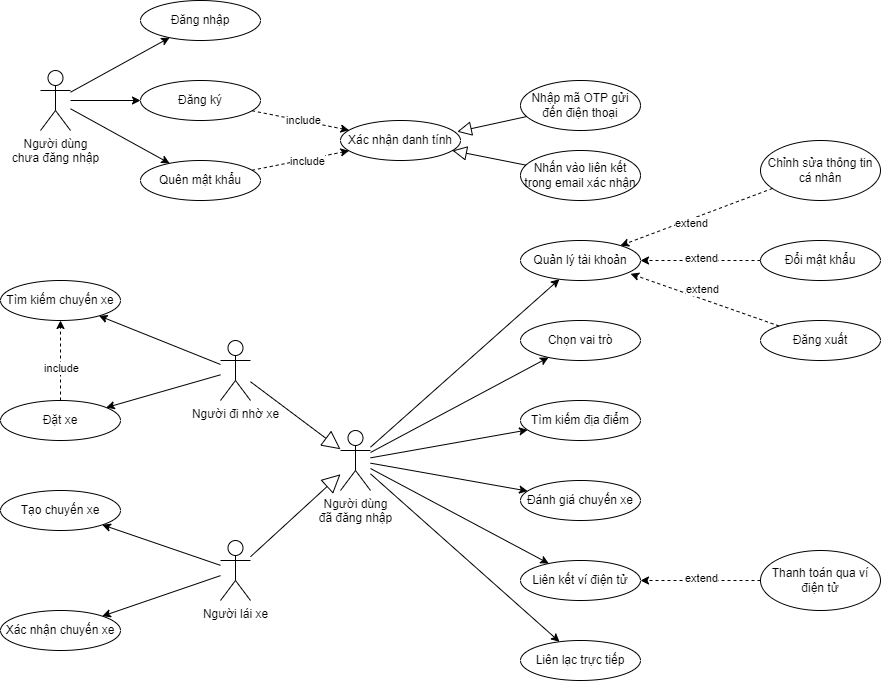 Đăng nhập
Đăng ký
Quên mật khẩu
Người dùng
chưa đăng nhập
include
include
Xác nhận danh tính
Nhập mã OTP gửi
đến điện thoại
Nhấn vào liên kết
trong email xác nhận
Chỉnh sửa thông tin
cá nhân
extend
Quản lý tài khoản
extend
Đổi mật khẩu
extend
Đăng xuất
Tìm kiếm chuyến xe
include
Đặt xe
Người đi nhờ xe
Chọn vai trò
Tìm kiếm địa điểm
Người dùng
đã đăng nhập
Đánh giá chuyến xe
Tạo chuyến xe
Người lái xe
Xác nhận chuyến xe
Liên kết ví điện tử
extend
Thanh toán qua ví
điện tử
Liên lạc trực tiếp